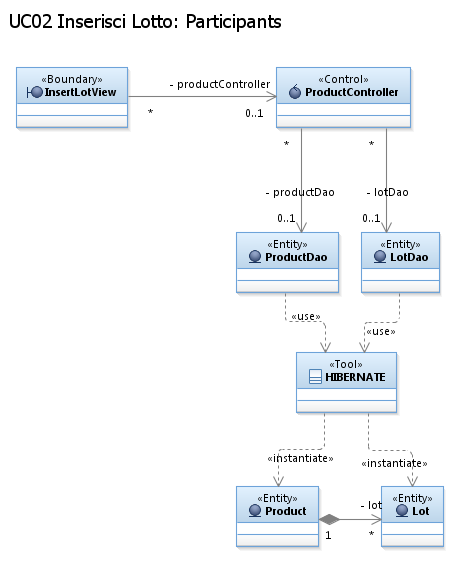 UC02 Inserisci Lotto: Participants
«Boundary»
InsertLotView
- productController
*
0..1
«Control»
ProductController
*
*
- productDao
- lotDao
0..1
0..1
«Entity»
ProductDao
«Entity»
LotDao
«use»
«use»
«Tool»
HIBERNATE
«instantiate»
«instantiate»
«Entity»
Product
«Entity»
Lot
- lot
1
*